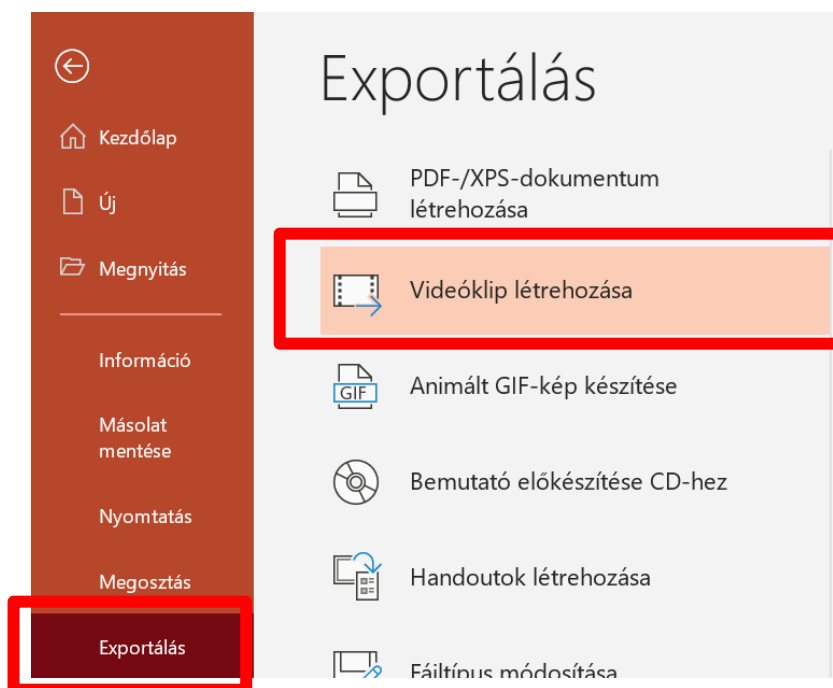 Kezdőlap
Új
Megnyitás
Információ
Másolat
mentése
Nyomtatás
Megosztás
Exportálás
Exportálás
PDF-/XPS-dokumentum
létrehozása
Videóklip létrehozása
GIF
Animált GIF-kép készítése
Bemutató előkészítése CD-hez
Handoutok létrehozása
Fájltípus módosítása